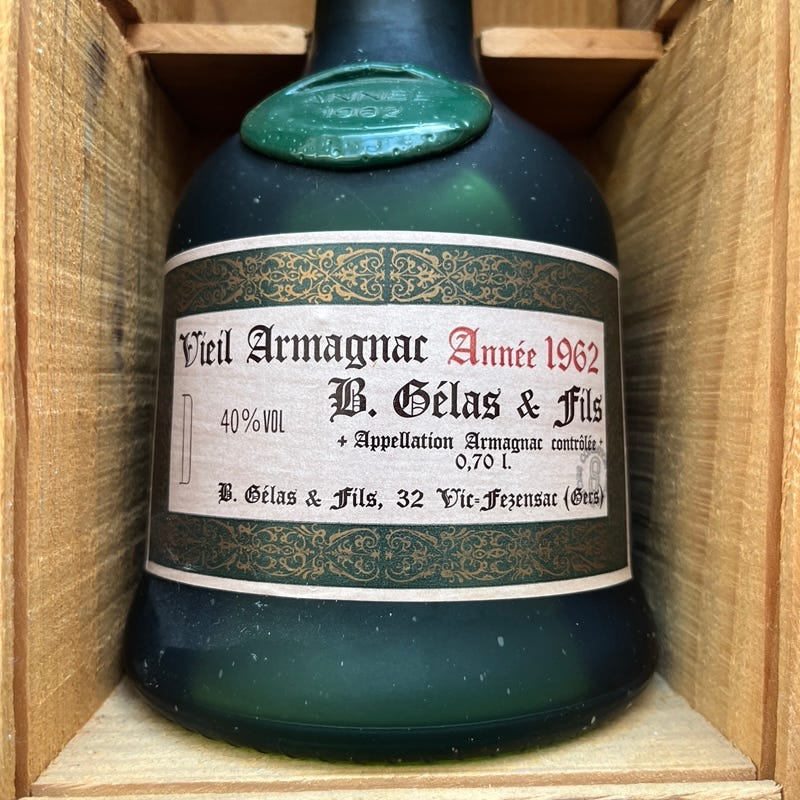 ANNÉE
1962
Vieil Armagnac Année 1962
B. Gélas & Fils
+ Appellation Armagnac contrôlée +
D 40% VOL
0,70 l.
B. Gélas & Fils, 32 Vic=Fezensac (Gers)